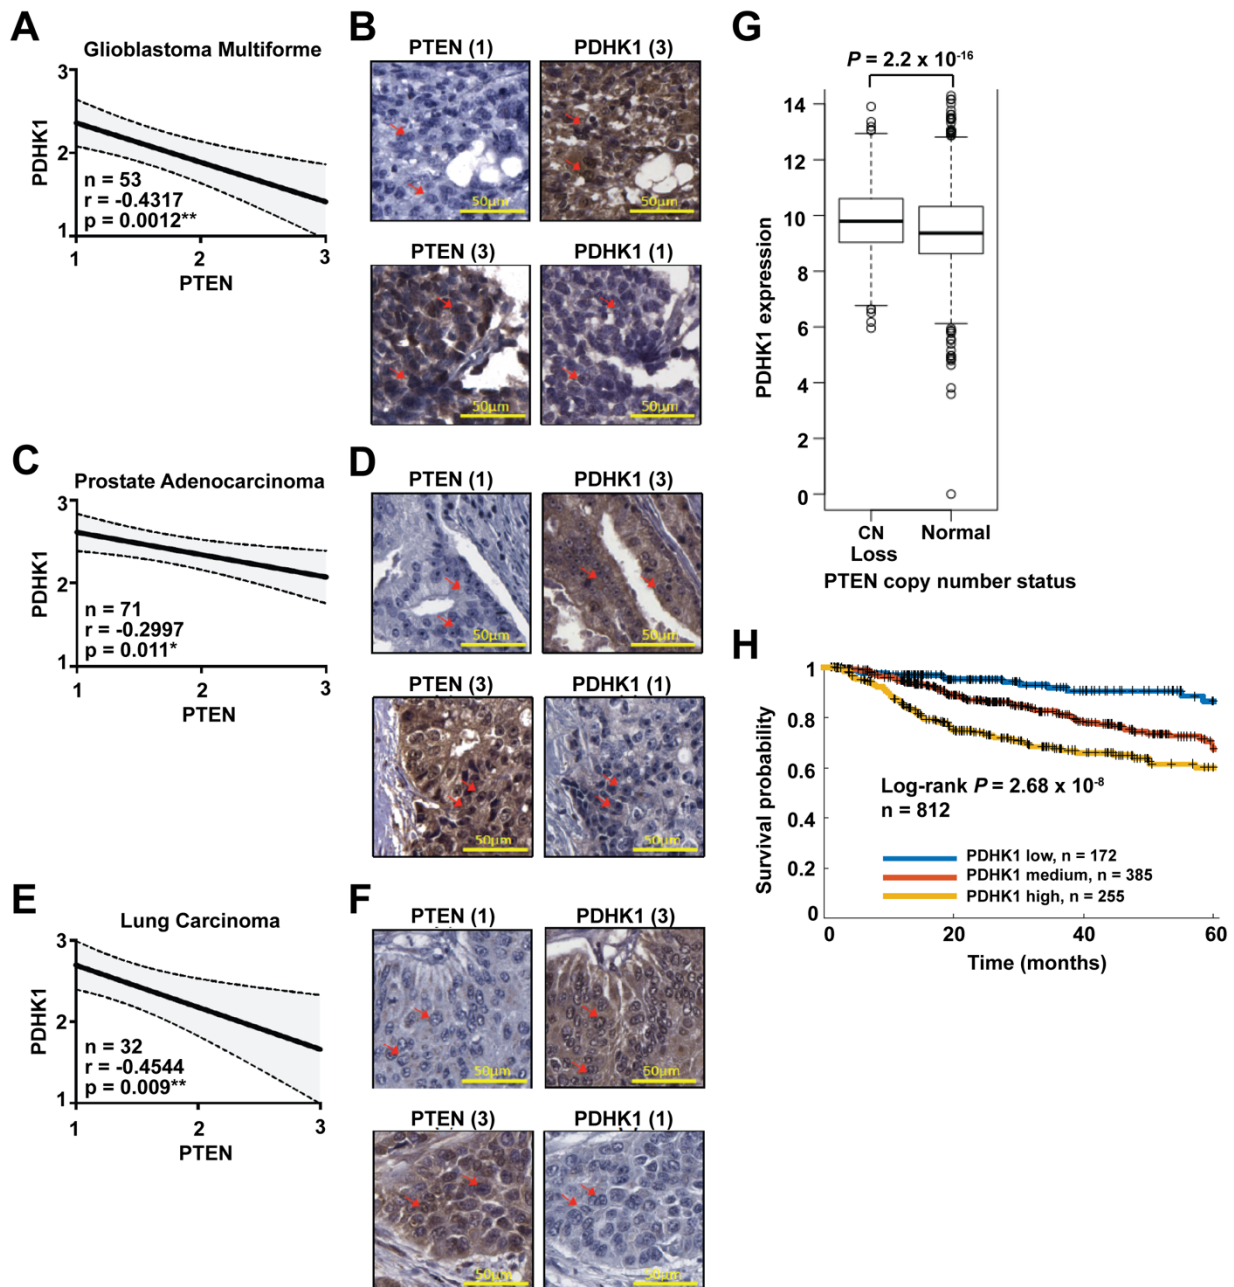 A
Glioblastoma Multiforme
3
2
1
PDHK1
n = 53
r = -0.4317
p = 0.0012**
1 2 3
PTEN
B
PTEN (1) PDHK1 (3)
50µm 50µm
PTEN (3) PDHK1 (1)
50µm 50µm
C
Prostate Adenocarcinoma
3
2
1
PDHK1
n = 71
r = -0.2997
p = 0.011*
1 2 3
PTEN
D
PTEN (1) PDHK1 (3)
50µm 50µm
PTEN (3) PDHK1 (1)
50µm 50µm
E
Lung Carcinoma
3
2
1
PDHK1
n = 32
r = -0.4544
p = 0.009**
1 2 3
PTEN
F
PTEN (1) PDHK1 (3)
50µm 50µm
PTEN (3) PDHK1 (1)
50µm 50µm
G
P = 2.2 x 10⁻¹⁶
14
12
10
8
6
4
2
0
PDHK1 expression
CN Normal
Loss
PTEN copy number status
H
1
0.8
0.6
0.4
0.2
0
Survival probability
Log-rank P = 2.68 x 10⁻⁸
n = 812
PDHK1 low, n = 172
PDHK1 medium, n = 385
PDHK1 high, n = 255
0 20 40 60
Time (months)